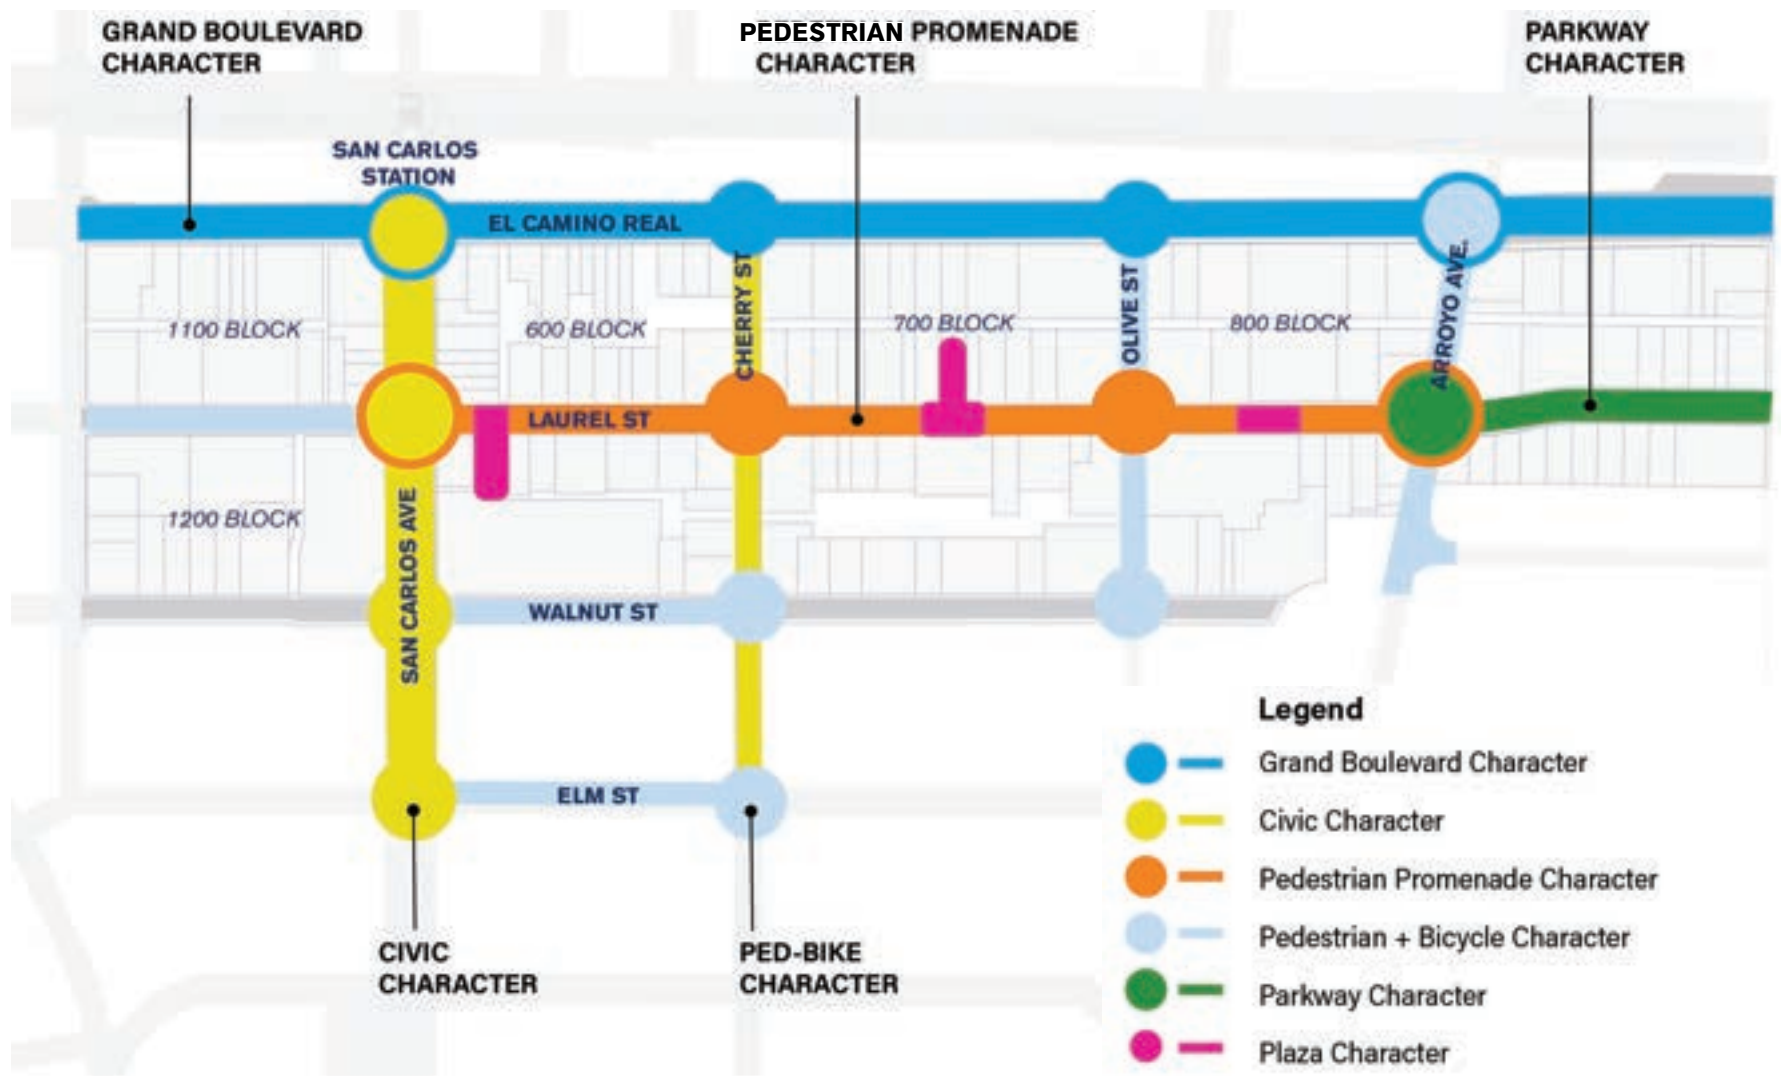 GRAND BOULEVARD
CHARACTER
PEDESTRIAN PROMENADE
CHARACTER
PARKWAY
CHARACTER
SAN CARLOS
STATION
EL CAMINO REAL
CHERRY ST
OLIVE ST
ARROYO AVE.
1100 BLOCK
600 BLOCK
700 BLOCK
800 BLOCK
LAUREL ST
1200 BLOCK
SAN CARLOS AVE
WALNUT ST
ELM ST
CIVIC
CHARACTER
PED-BIKE
CHARACTER
Legend
Grand Boulevard Character
Civic Character
Pedestrian Promenade Character
Pedestrian + Bicycle Character
Parkway Character
Plaza Character